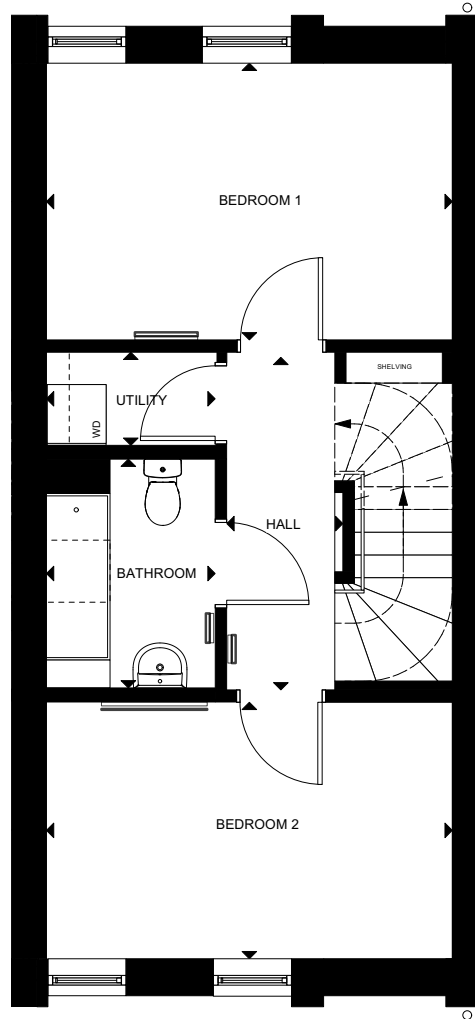 BEDROOM 1
SHELVING
UTILITY
WD
HALL
BATHROOM
BEDROOM 2